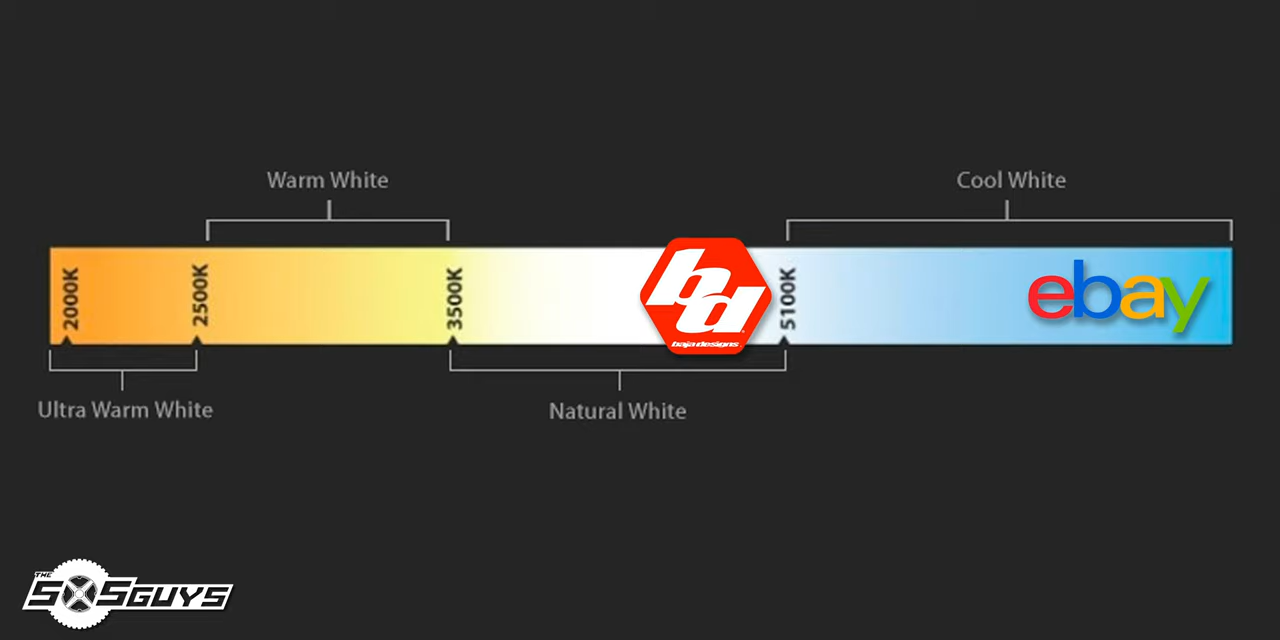 Warm White
Cool White
2000K
2500K
3500K
bd
baja designs
5100K
ebay
Ultra Warm White
Natural White
THE
SXSGUYS